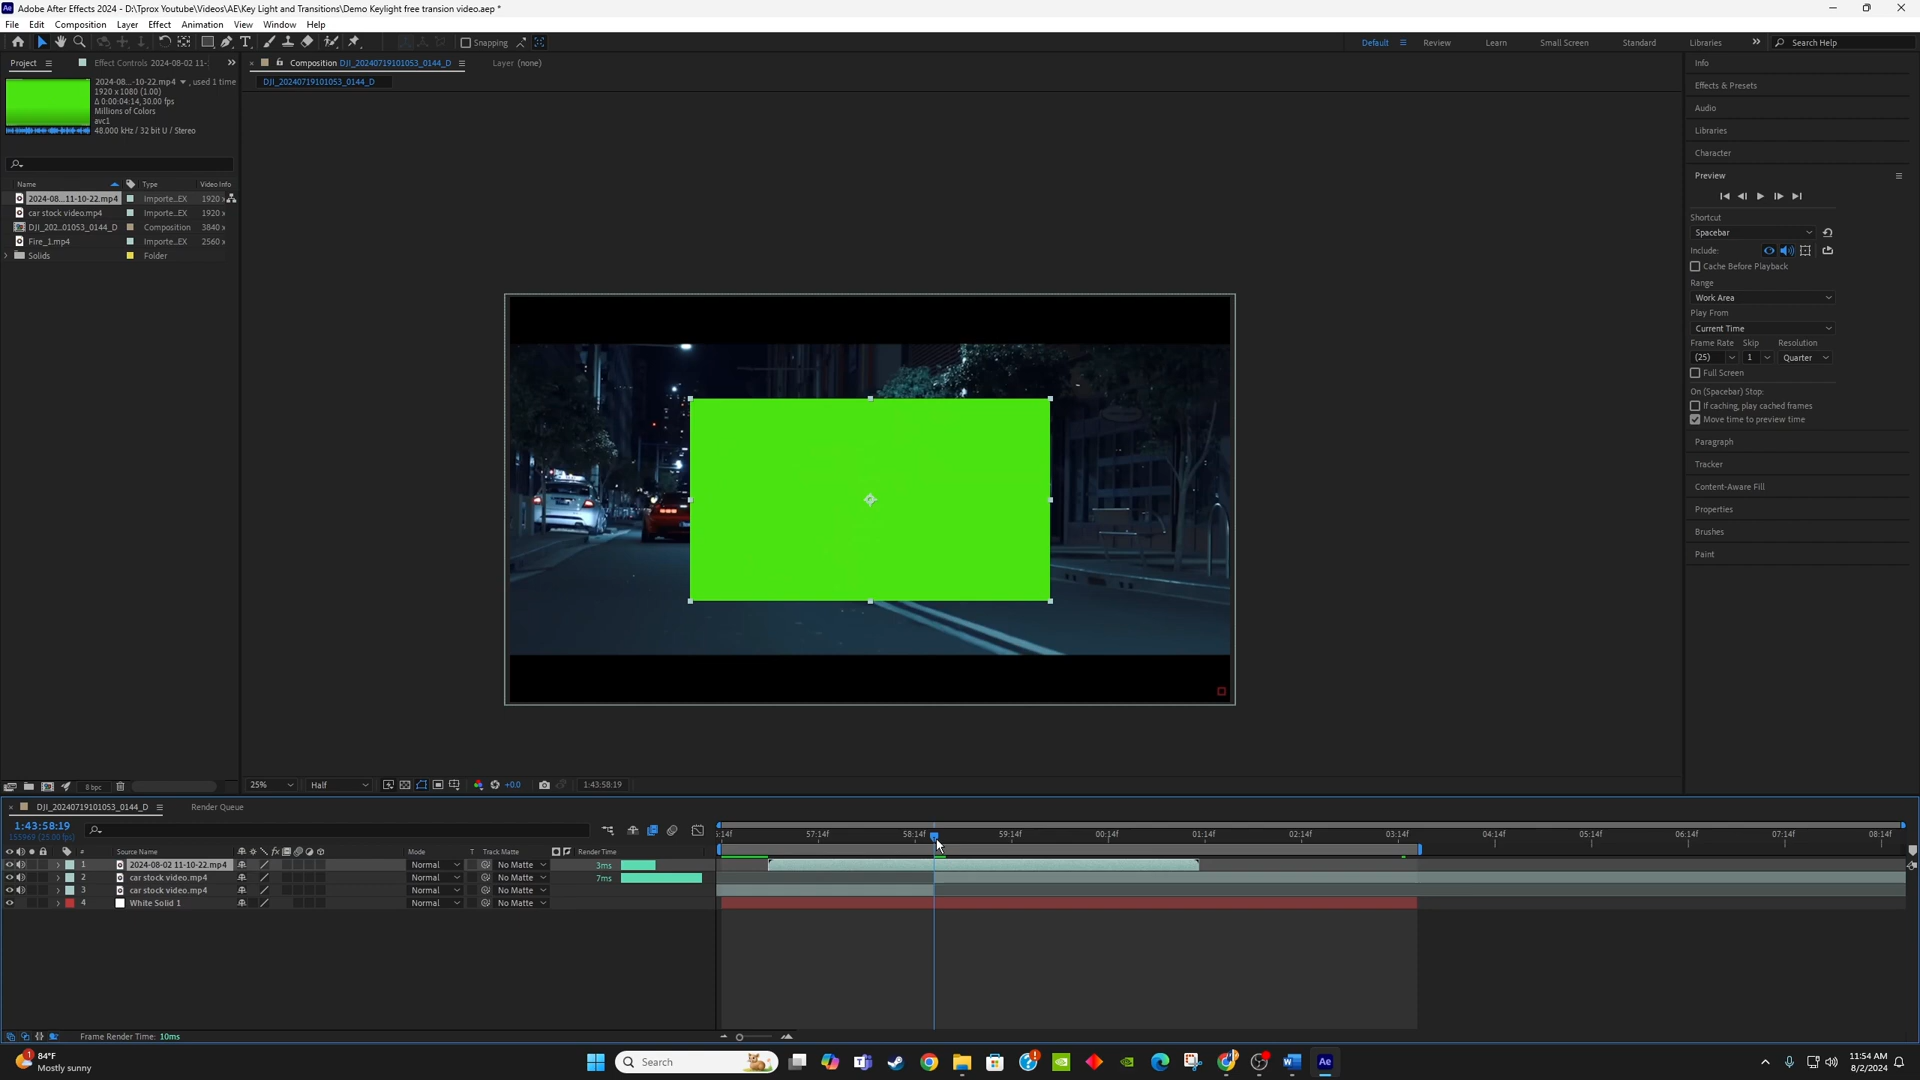 Adobe After Effects 2024 - D:\Tprox Youtube\Videos\AE\Key Light and Transitions\Demo Keylight free transion video.aep *
File Edit Composition Layer Effect Animation View Window Help
Snapping
Default Review Learn Small Screen Standard Libraries Search Help
Project Effect Controls 2024-08-02 11- Composition DJI_20240719101053_0144_D Layer (none)
DJI_20240719101053_0144_D
2024-08...-10-22.mp4 , used 1 time
1920 x 1080 (1.00)
Δ 0:00:04:14, 30.00 fps
Millions of Colors
avc1
48.000 kHz / 32 bit U / Stereo
Name Type Video Info
2024-08...11-10-22.mp4 Importe...EX 1920 x
car stock video.mp4 Importe...EX 1920 x
DJI_202...01053_0144_D Composition 3840 x
Fire_1.mp4 Importe...EX 2560 x
Solids Folder
Info
Effects & Presets
Audio
Libraries
Character
Preview
Shortcut
Spacebar
Include:
Cache Before Playback
Range
Work Area
Play From
Current Time
Frame Rate Skip Resolution
(25) 1 Quarter
Full Screen
On (Spacebar) Stop:
If caching, play cached frames
Move time to preview time
Paragraph
Tracker
Content-Aware Fill
Properties
Brushes
Paint
8 bpc 25% Half +0.0 1:43:58:19
DJI_20240719101053_0144_D Render Queue
1:43:58:19
155969 (25.00 fps)
5:14f 57:14f 58:14f 59:14f 00:14f 01:14f 02:14f 03:14f 04:14f 05:14f 06:14f 07:14f 08:14f
# Source Name Mode T Track Matte Render Time
1 2024-08-02 11-10-22.mp4 Normal No Matte 3ms
2 car stock video.mp4 Normal No Matte 7ms
3 car stock video.mp4 Normal No Matte
4 White Solid 1 Normal No Matte
Frame Render Time: 10ms
1 84°F
Mostly sunny
Search
11:54 AM
8/2/2024